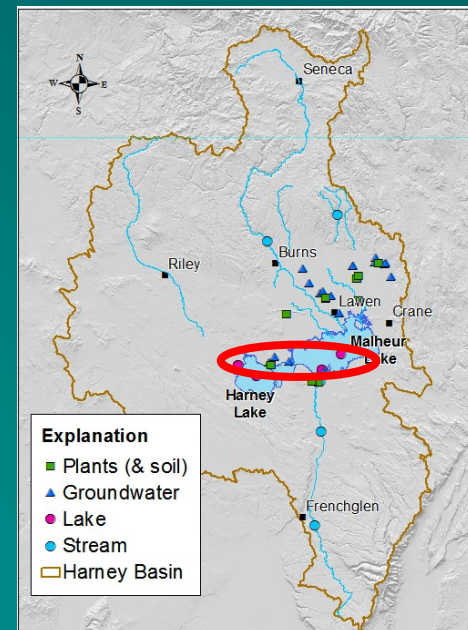 N
W E
S
Seneca
Riley
Burns
Lawen
Crane
Malheur
Lake
Harney
Lake
Frenchglen
Explanation
Plants (& soil)
Groundwater
Lake
Stream
Harney Basin